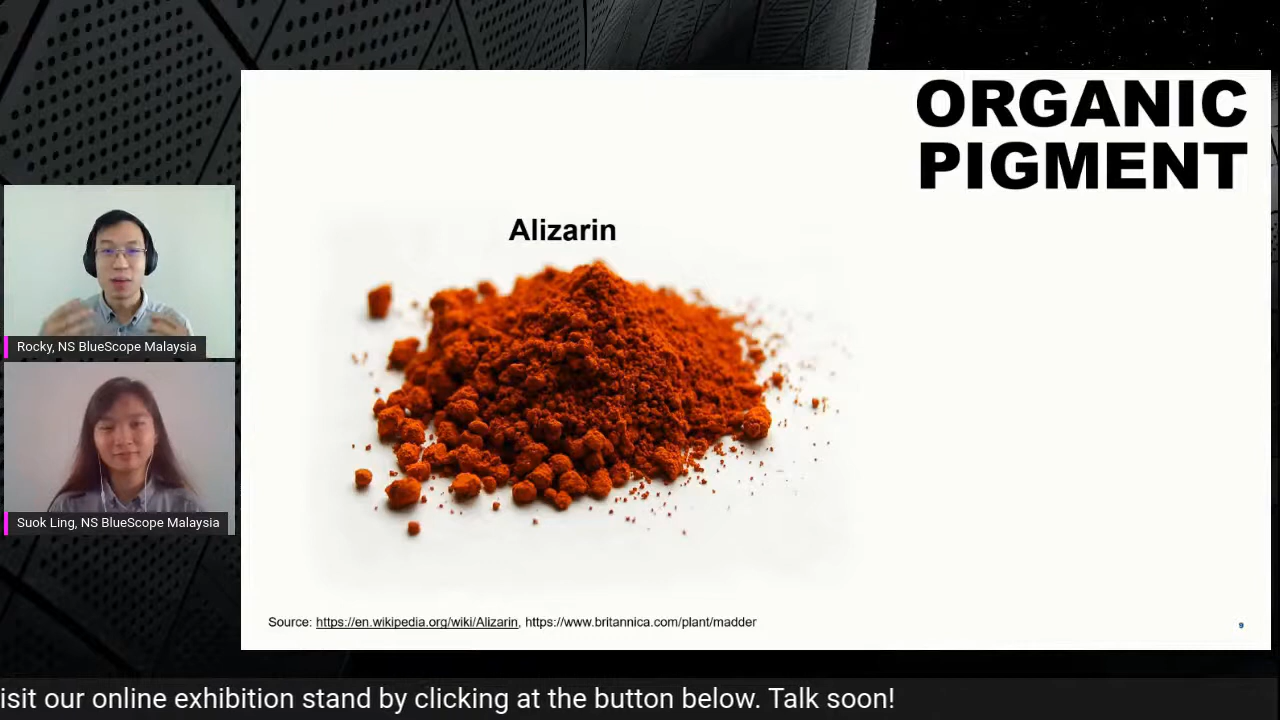 ORGANIC
PIGMENT
Alizarin
Rocky, NS BlueScope Malaysia
Suok Ling, NS BlueScope Malaysia
Source: https://en.wikipedia.org/wiki/Alizarin, https://www.britannica.com/plant/madder
9
isit our online exhibition stand by clicking at the button below. Talk soon!